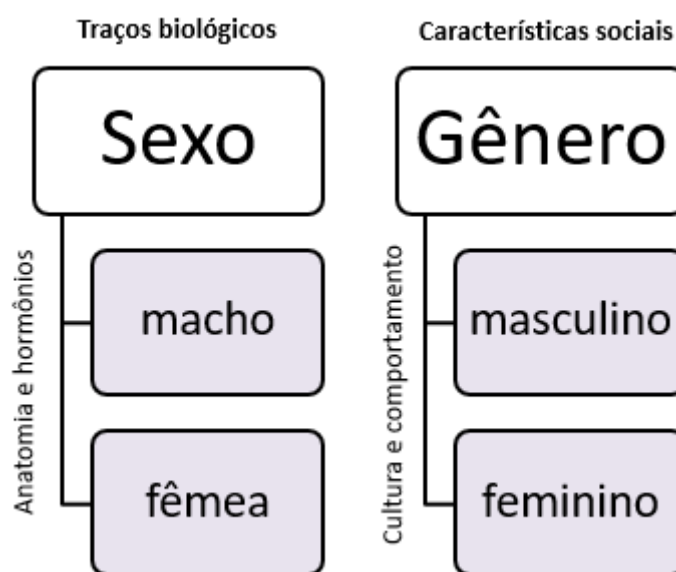 Traços biológicos
Sexo
Anatomia e hormônios
macho
fêmea
Características sociais
Gênero
Cultura e comportamento
masculino
feminino